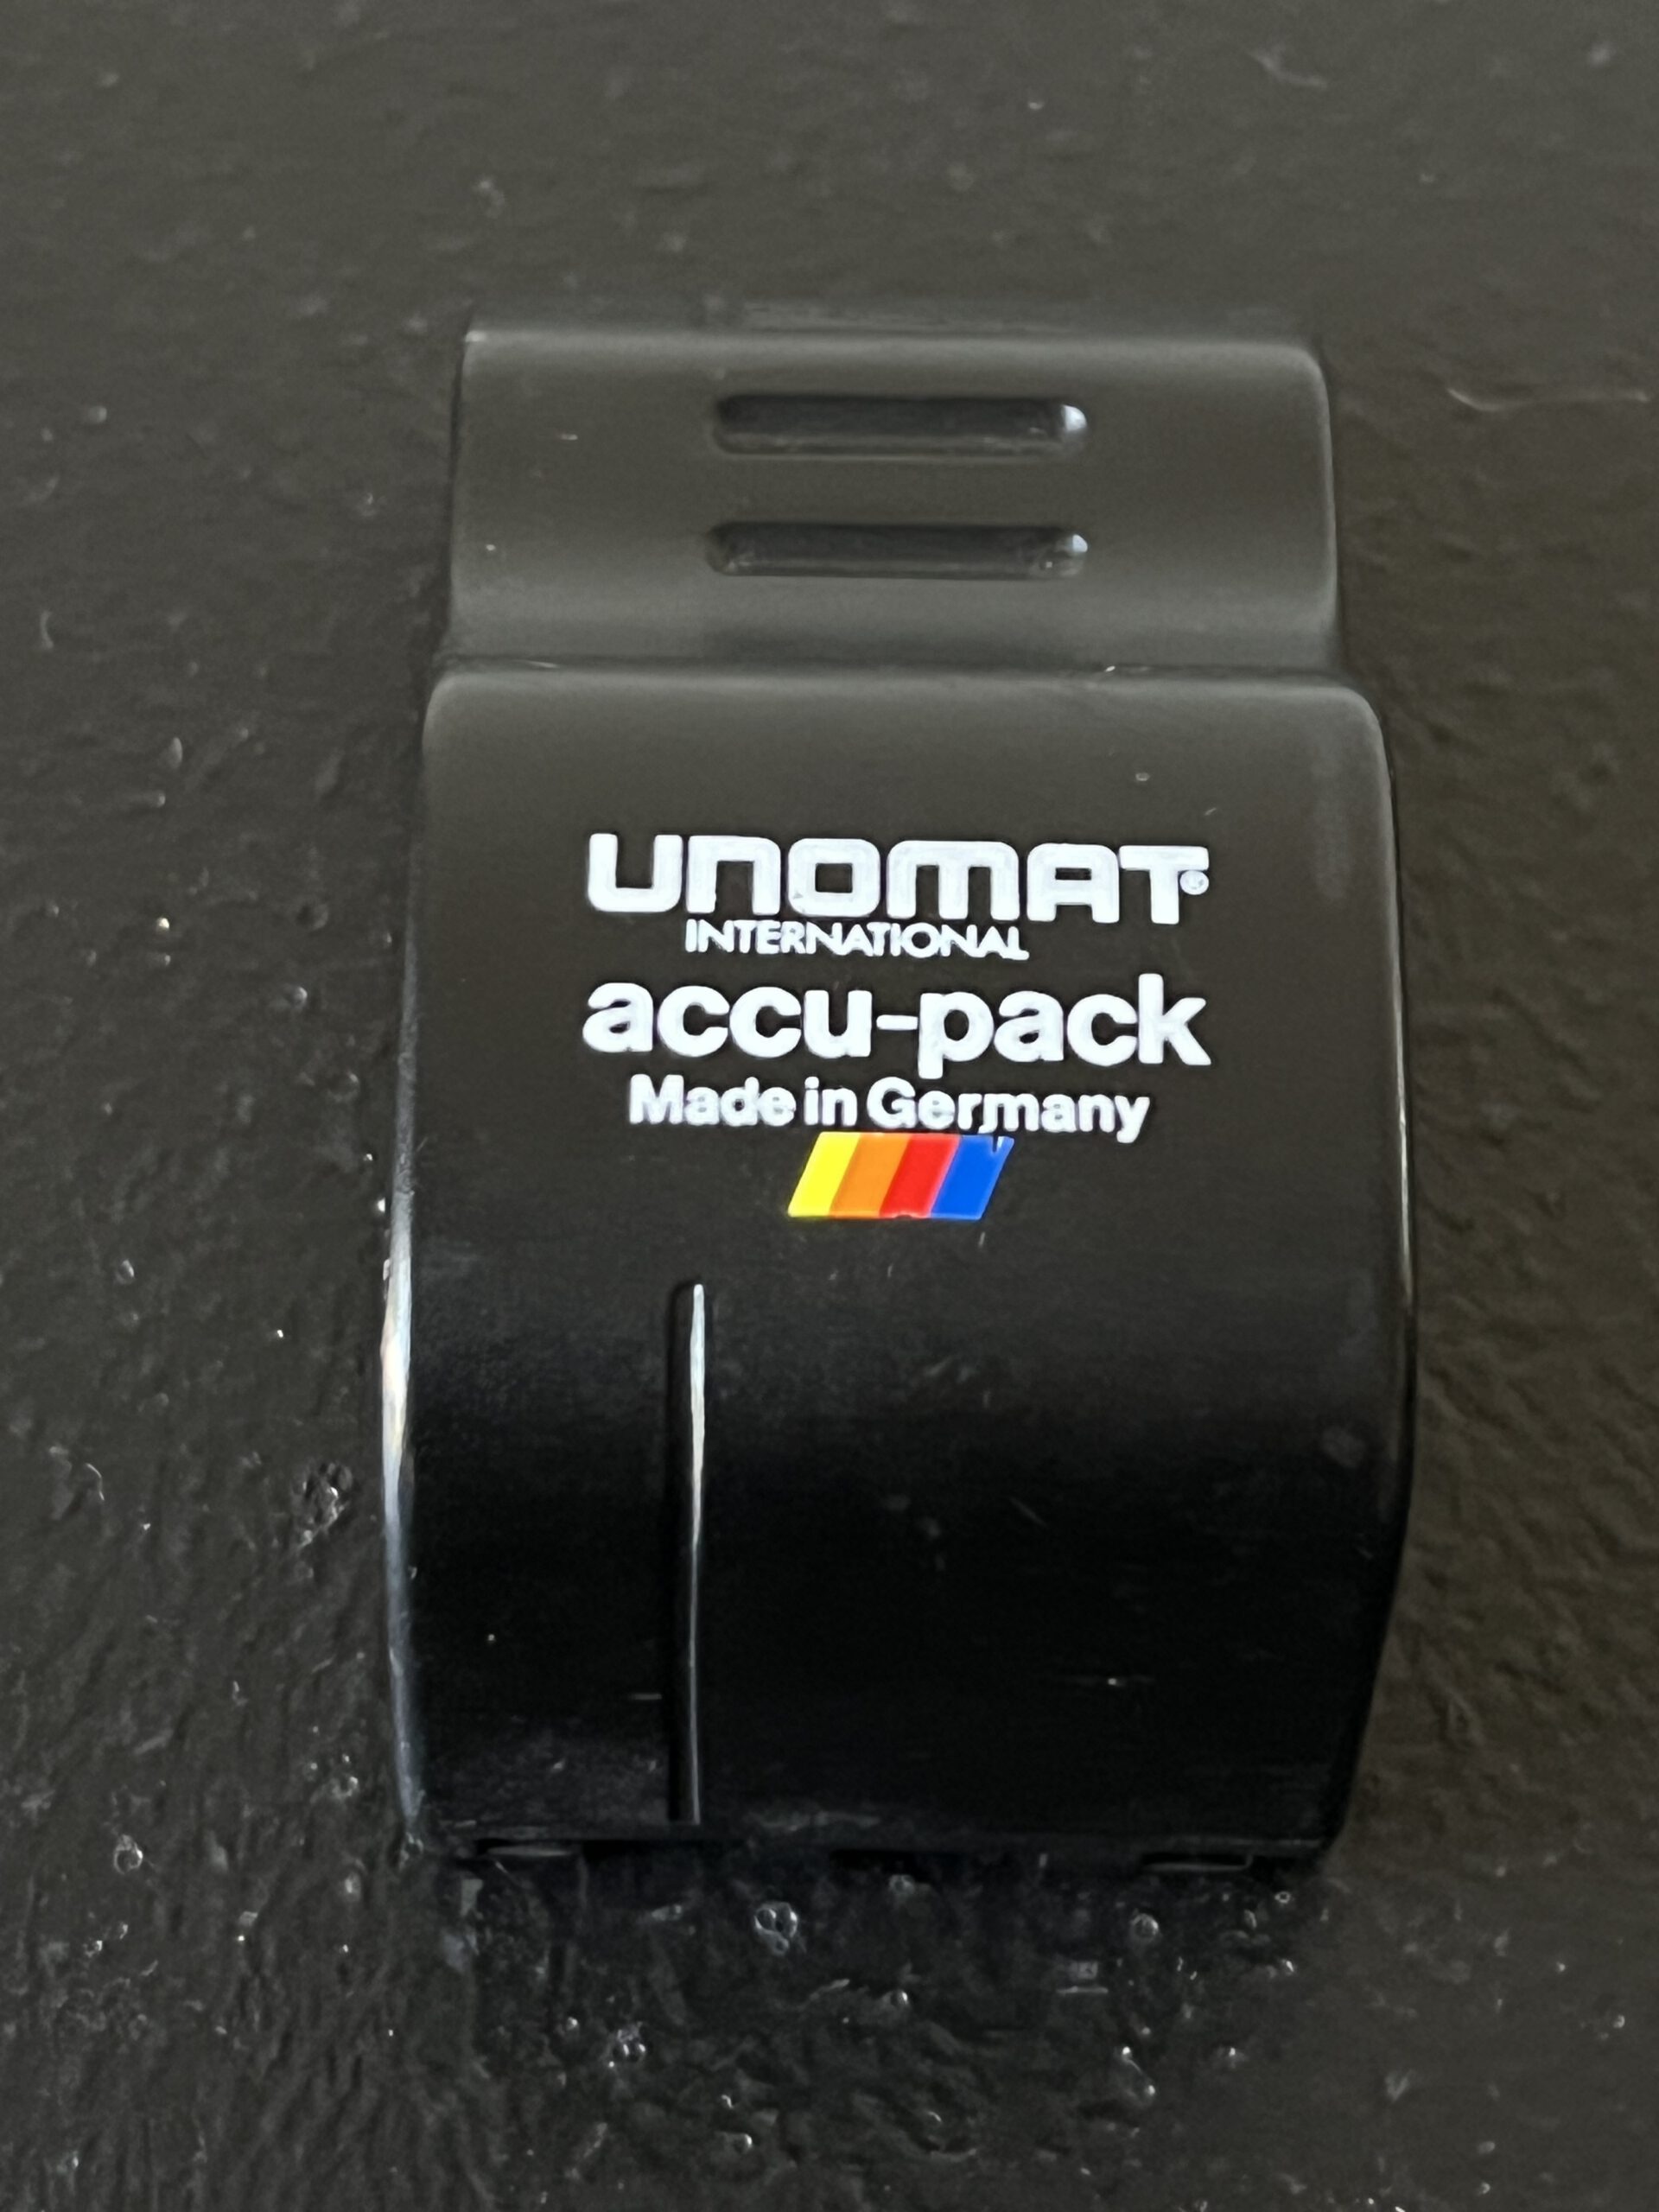 UNOMAT®
INTERNATIONAL
accu-pack
Made in Germany